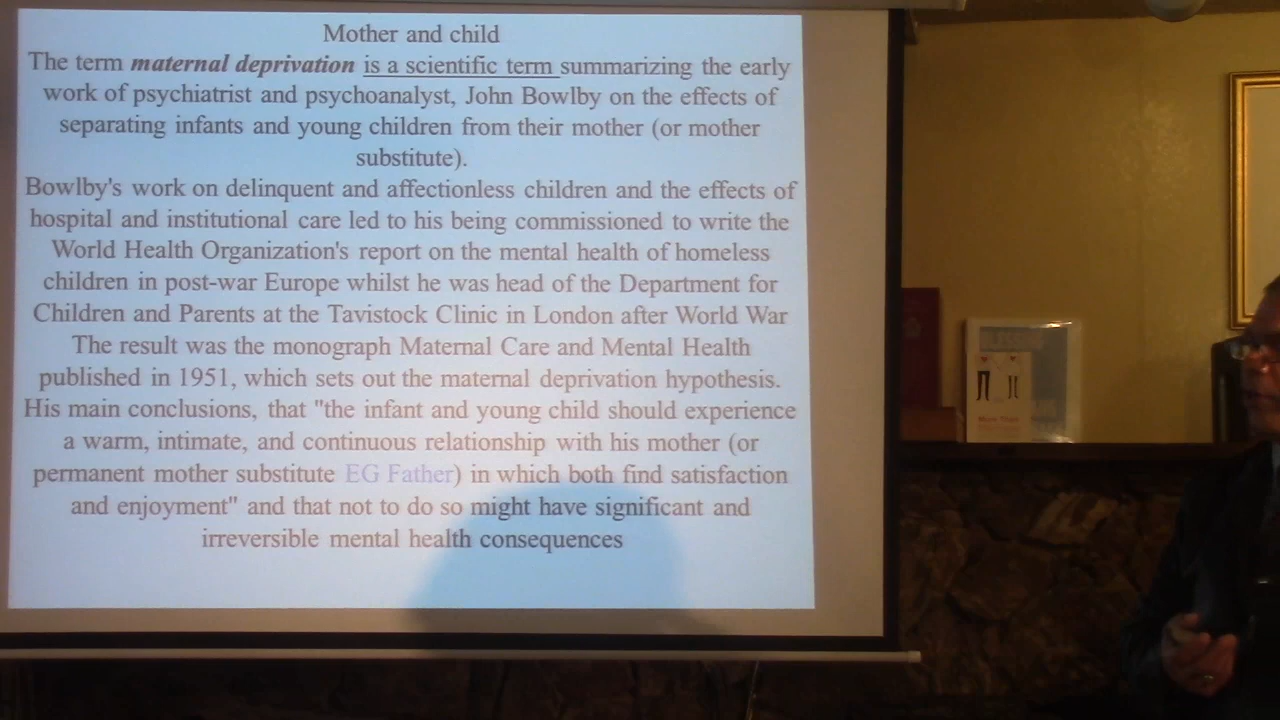 Mother and child
The term maternal deprivation is a scientific term summarizing the early
work of psychiatrist and psychoanalyst, John Bowlby on the effects of
separating infants and young children from their mother (or mother
substitute).
Bowlby's work on delinquent and affectionless children and the effects of
hospital and institutional care led to his being commissioned to write the
World Health Organization's report on the mental health of homeless
children in post-war Europe whilst he was head of the Department for
Children and Parents at the Tavistock Clinic in London after World War
The result was the monograph Maternal Care and Mental Health
published in 1951, which sets out the maternal deprivation hypothesis.
His main conclusions, that "the infant and young child should experience
a warm, intimate, and continuous relationship with his mother (or
permanent mother substitute EG Father) in which both find satisfaction
and enjoyment" and that not to do so might have significant and
irreversible mental health consequences
More Than